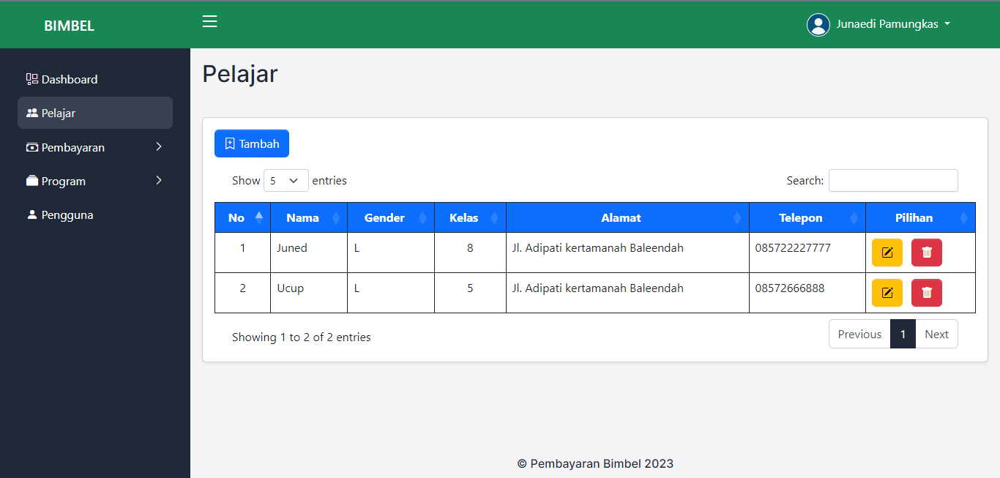 BIMBEL
Junaedi Pamungkas
Dashboard
Pelajar
Pembayaran
Program
Pengguna
Pelajar
Tambah
Show 5 entries
Search:
No Nama Gender Kelas Alamat Telepon Pilihan
1 Juned L 8 Jl. Adipati kertamanah Baleendah 085722227777
2 Ucup L 5 Jl. Adipati kertamanah Baleendah 08572666888
Showing 1 to 2 of 2 entries
Previous 1 Next
© Pembayaran Bimbel 2023